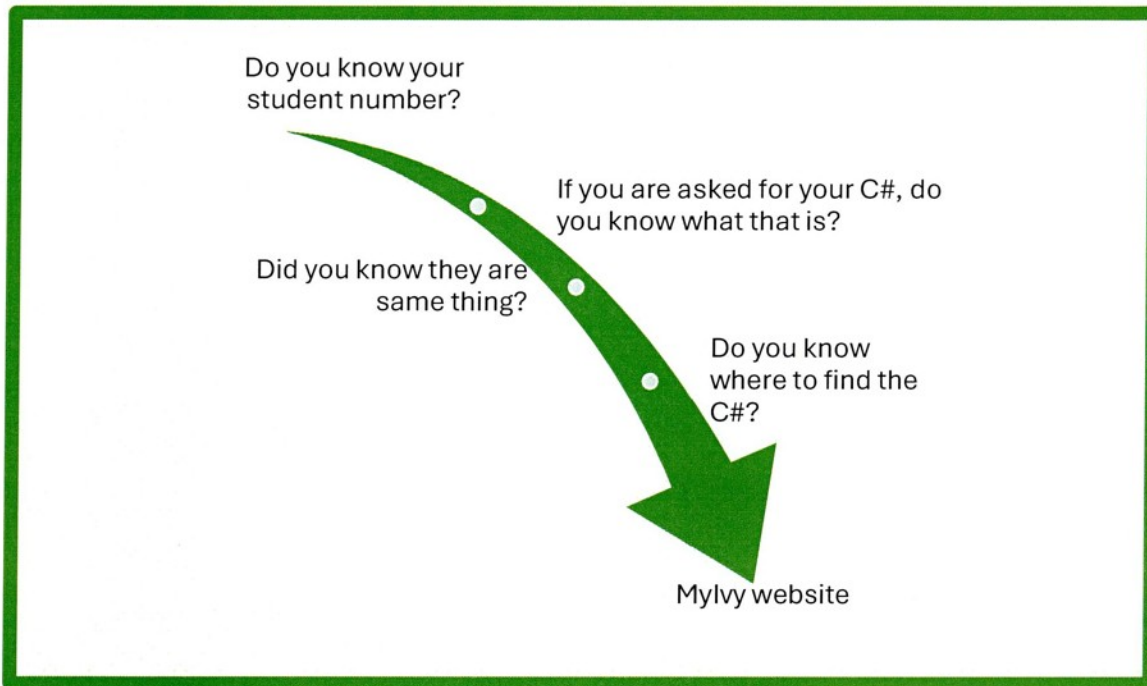 Do you know your
student number?
If you are asked for your C#, do
you know what that is?
Did you know they are
same thing?
Do you know
where to find the
C#?
MyIvy website